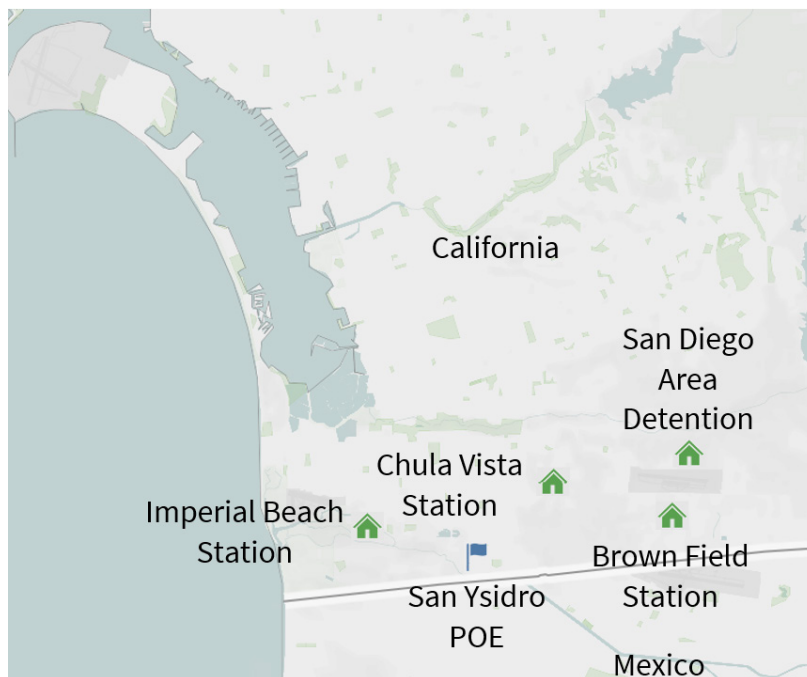 California
San Diego
Area
Detention
Chula Vista
Station
Imperial Beach
Station
Brown Field
Station
San Ysidro
POE
Mexico